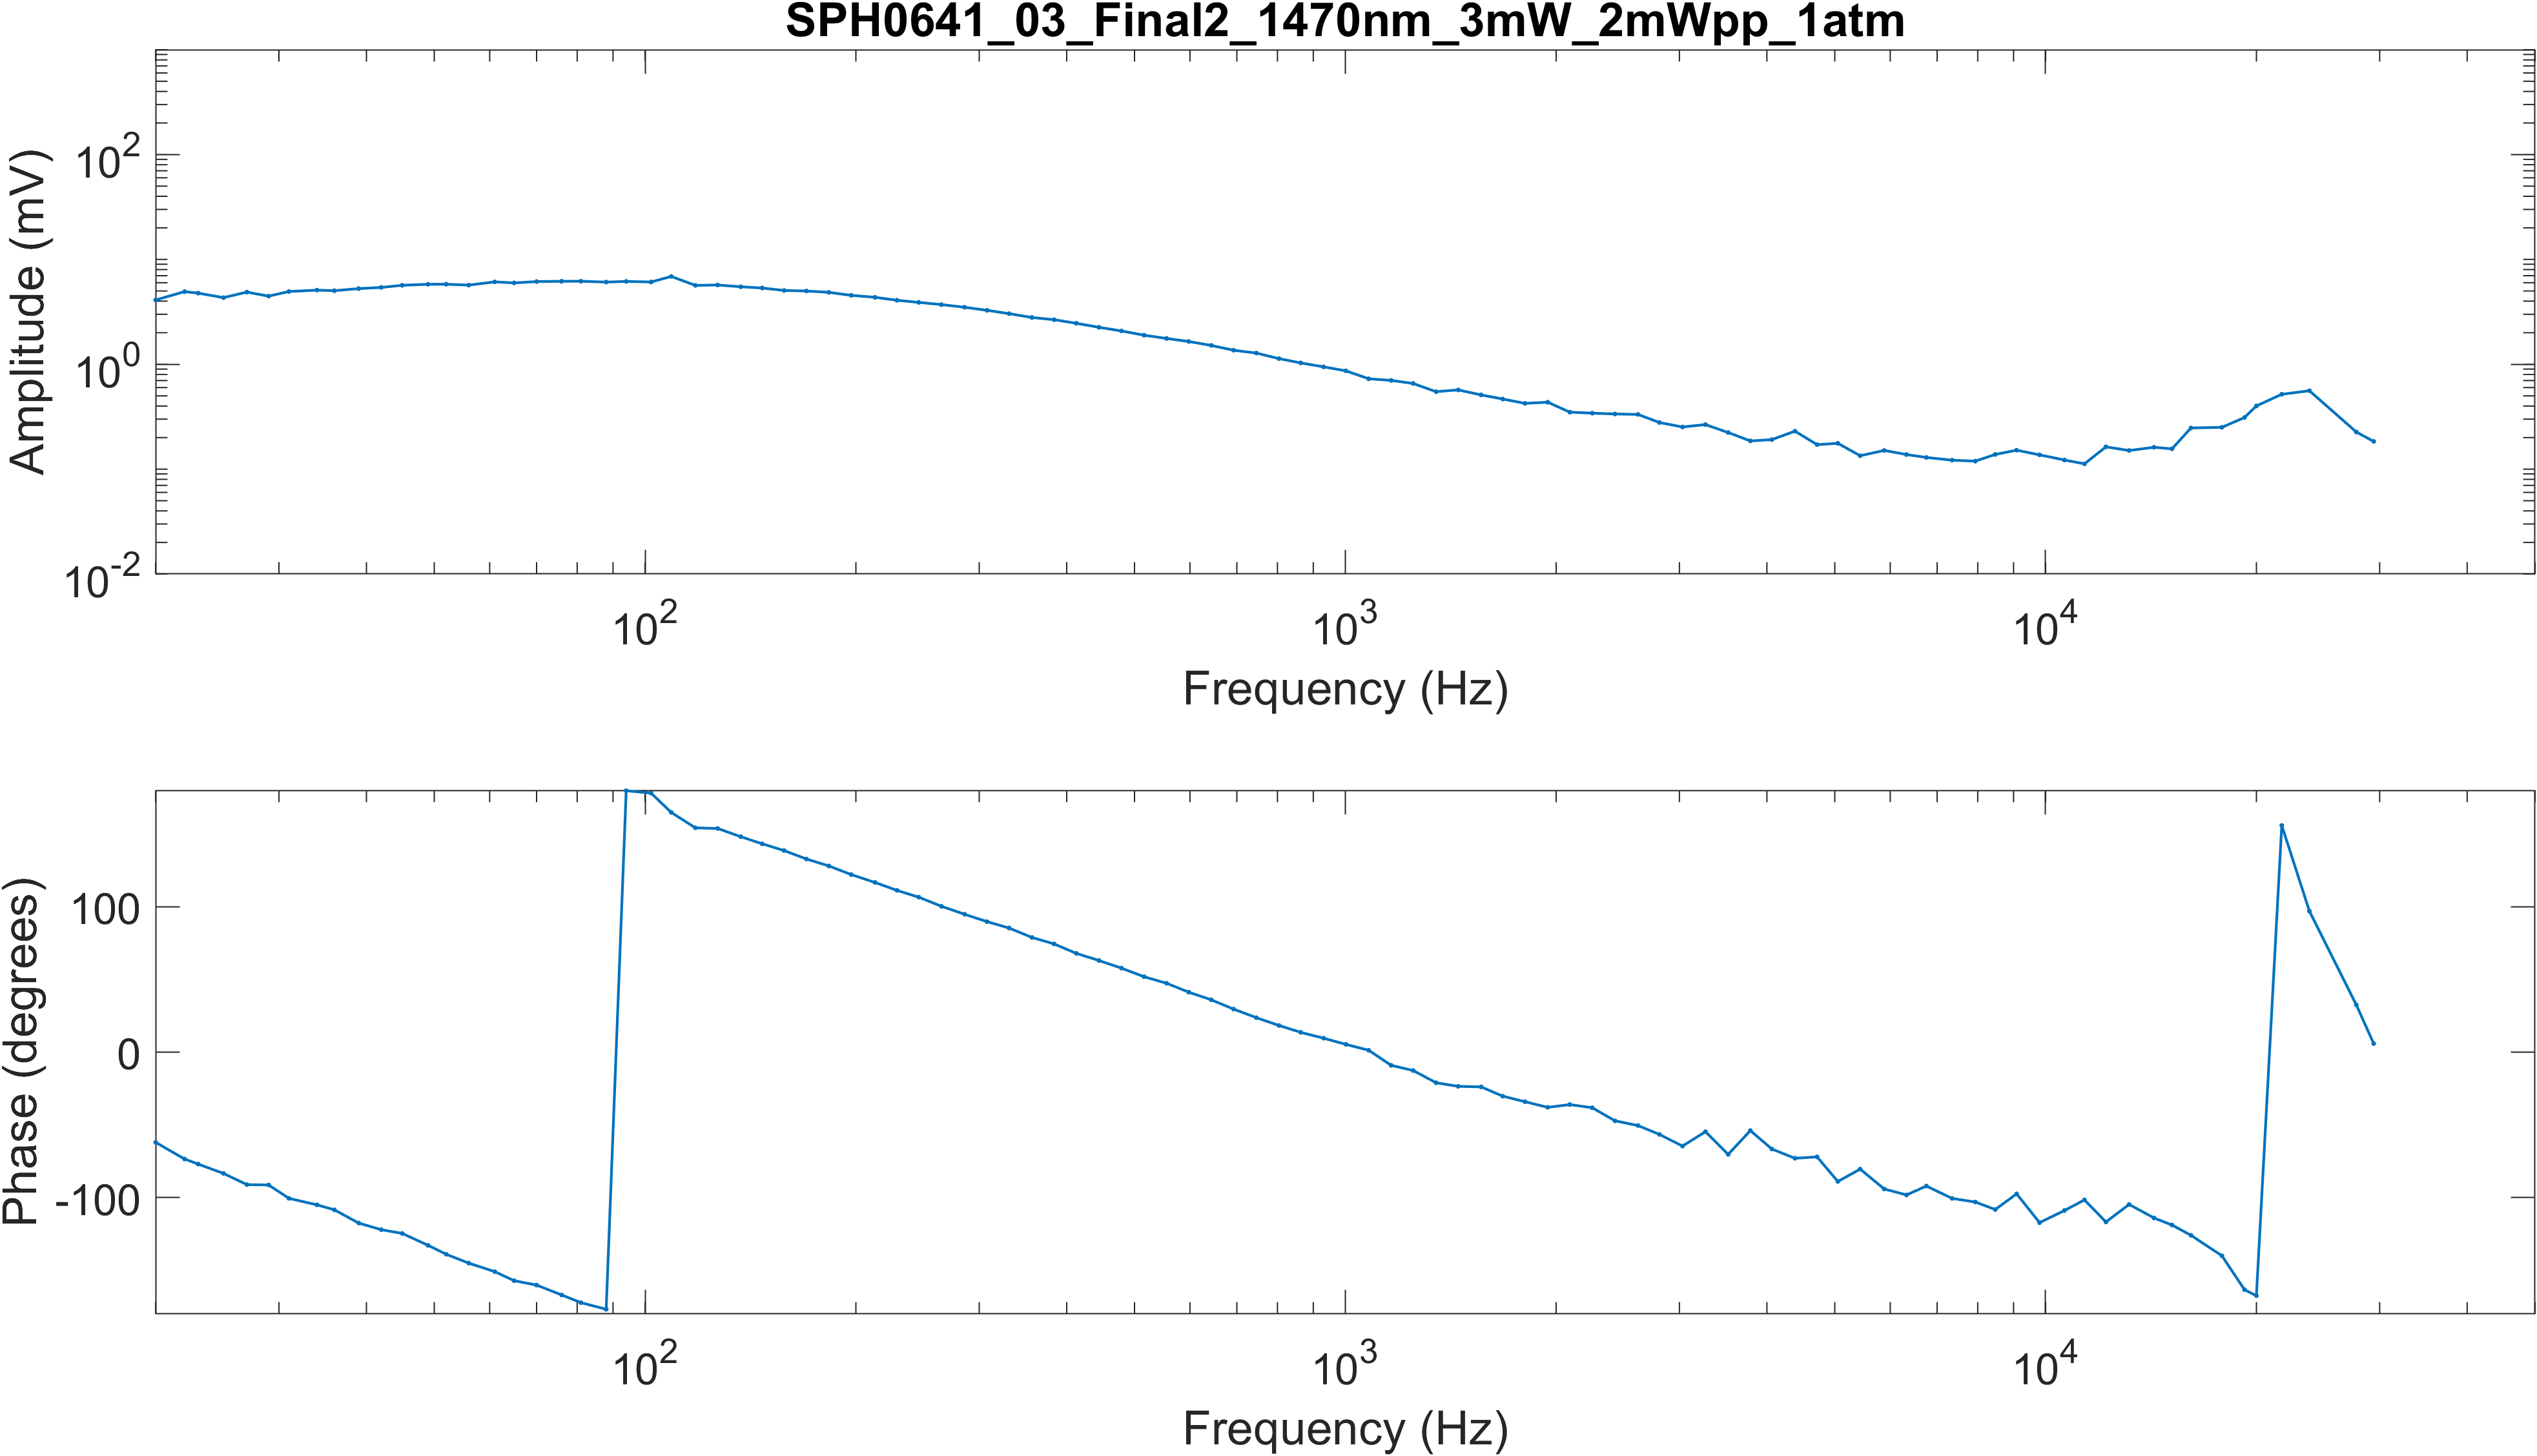 SPH0641_03_Final2_1470nm_3mW_2mWpp_1atm
Amplitude (mV)
10^2
10^0
10^-2
10^2 10^3 10^4
Frequency (Hz)
Phase (degrees)
100
0
-100
10^2 10^3 10^4
Frequency (Hz)